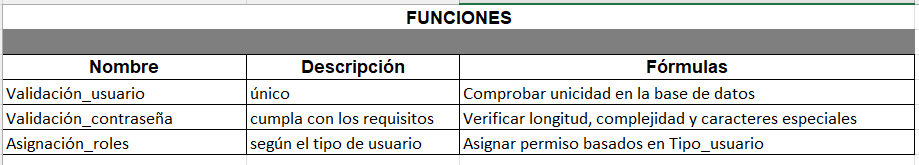 FUNCIONES
Nombre Descripción Fórmulas
Validación_usuario único Comprobar unicidad en la base de datos
Validación_contraseña cumpla con los requisitos Verificar longitud, complejidad y caracteres especiales
Asignación_roles según el tipo de usuario Asignar permiso basados en Tipo_usuario